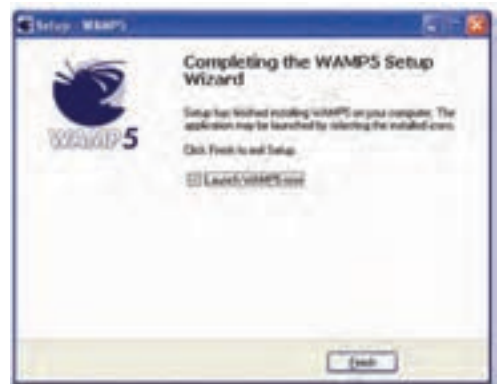 Setup - WAMP5
Completing the WAMP5 Setup
Wizard
WAMP5
Setup has finished installing WAMP5 on your computer. The
application may be launched by selecting the installed icons.
Click Finish to exit Setup.
Launch WAMP5 now
Finish